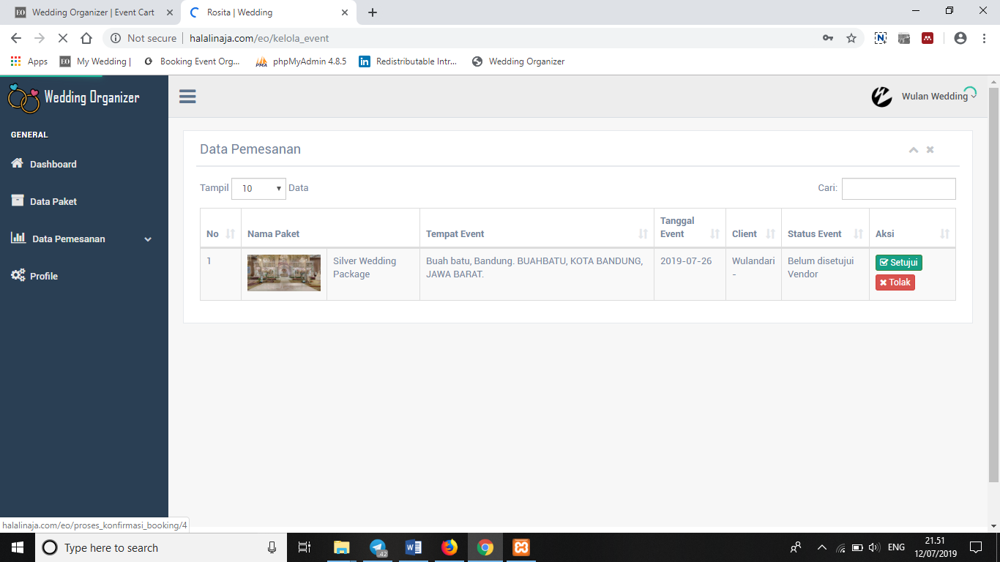 EO Wedding Organizer | Event Cart
Rosita | Wedding
Not secure | halalinaja.com/eo/kelola_event
Apps
EO My Wedding |
Booking Event Org...
PMA phpMyAdmin 4.8.5
in Redistributable Intr...
Wedding Organizer
Wedding Organizer
Wulan Wedding
GENERAL
Dashboard
Data Paket
Data Pemesanan
Profile
Data Pemesanan
Tampil 10 Data
Cari:
No
Nama Paket
Tempat Event
Tanggal
Event
Client
Status Event
Aksi
1
Silver Wedding
Package
Buah batu, Bandung. BUAHBATU, KOTA BANDUNG,
JAWA BARAT.
2019-07-26
Wulandari
-
Belum disetujui
Vendor
Setujui
Tolak
halalinaja.com/eo/proses_konfirmasi_booking/4
Type here to search
42
W
ENG
21.51
12/07/2019